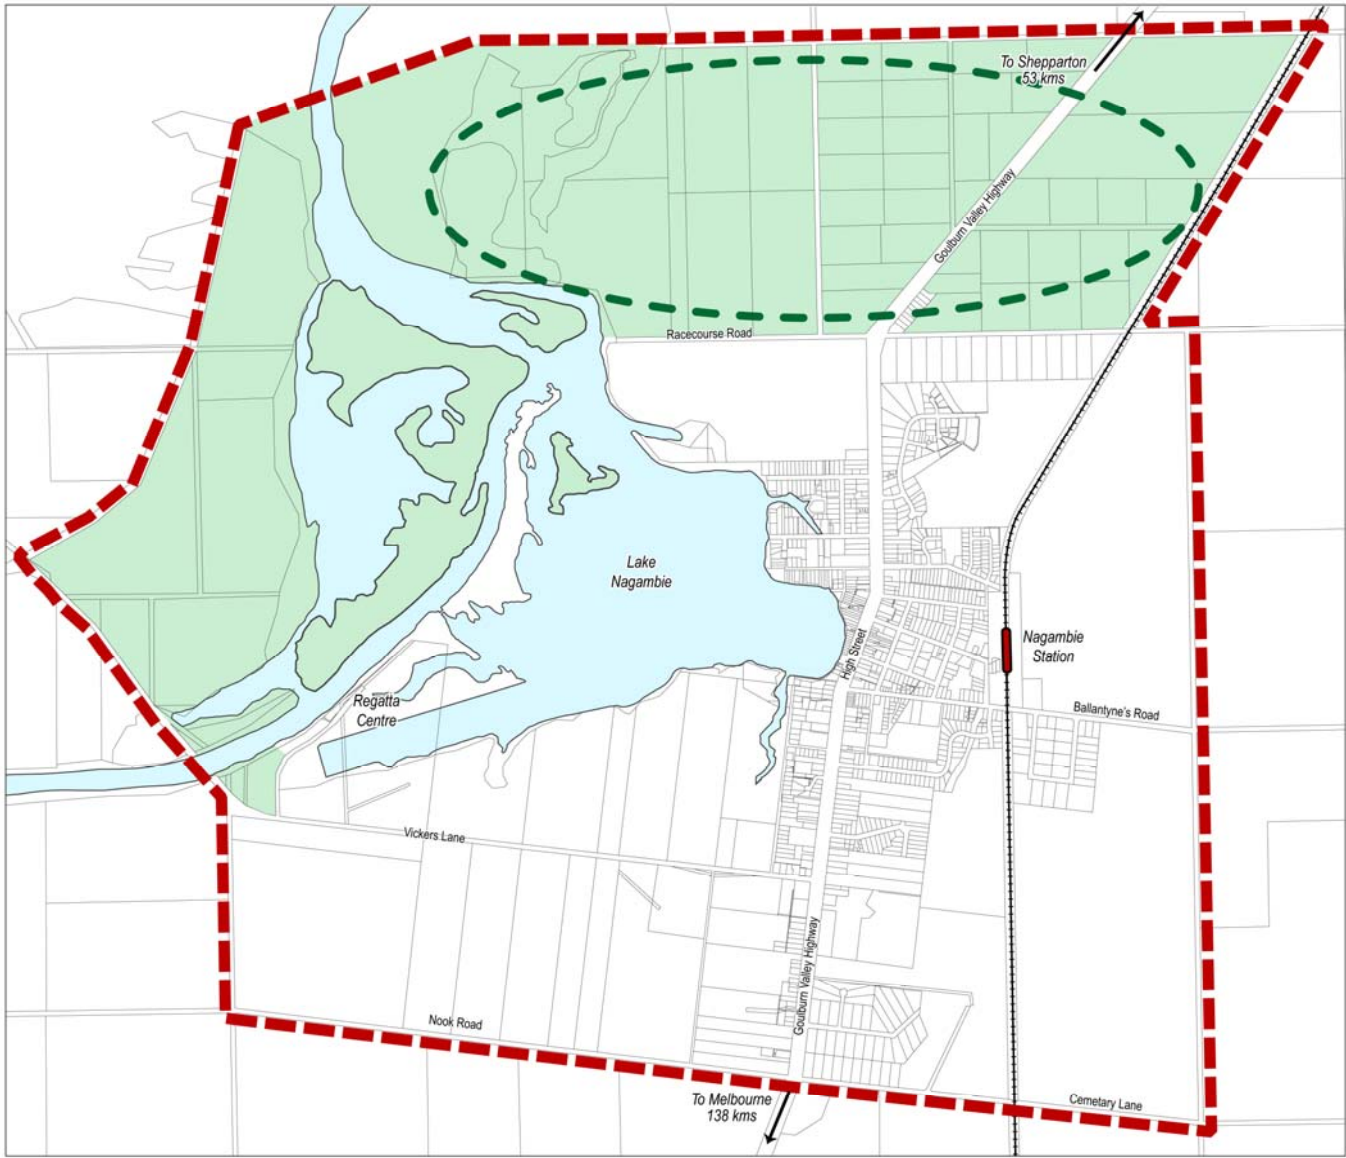 To Shepparton
53 kms
Goulburn Valley Highway
Racecourse Road
Lake
Nagambie
High Street
Nagambie
Station
Regatta
Centre
Ballantyne's Road
Vickers Lane
Goulburn Valley Highway
Nook Road
To Melbourne
138 kms
Cemetary Lane